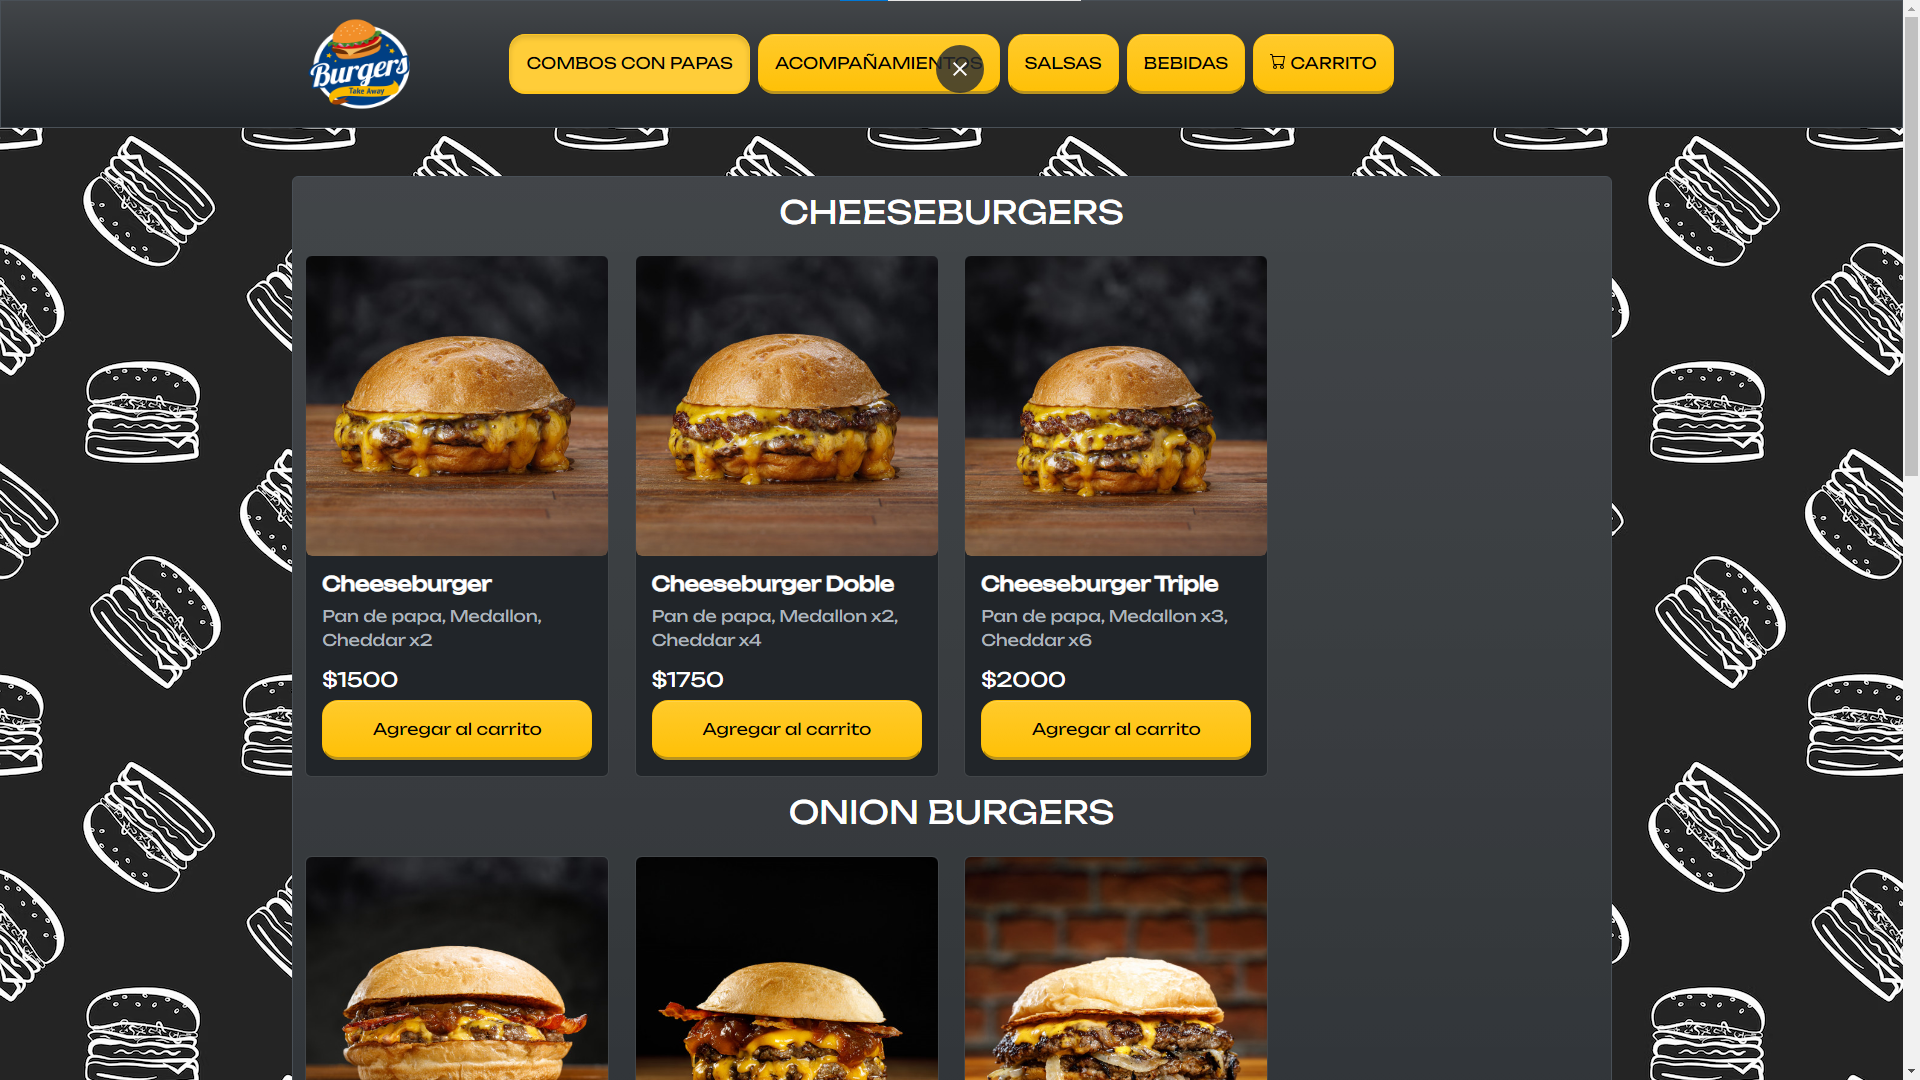 Burgers
Take Away
COMBOS CON PAPAS
ACOMPAÑAMIENTOS
SALSAS
BEBIDAS
CARRITO
CHEESEBURGERS
Cheeseburger
Pan de papa, Medallon,
Cheddar x2
$1500
Agregar al carrito
Cheeseburger Doble
Pan de papa, Medallon x2,
Cheddar x4
$1750
Agregar al carrito
Cheeseburger Triple
Pan de papa, Medallon x3,
Cheddar x6
$2000
Agregar al carrito
ONION BURGERS